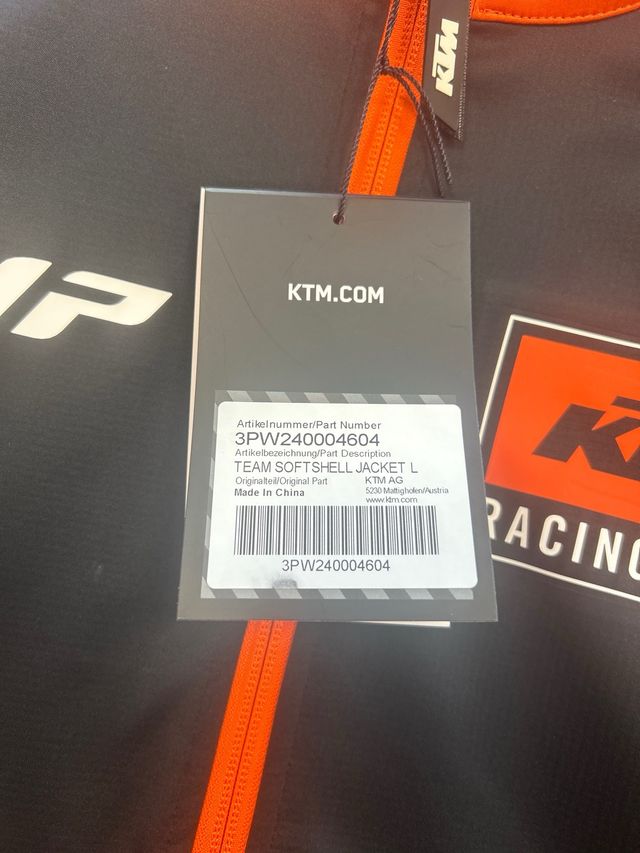 KTM
KTM.COM
Artikelnummer/Part Number
3PW240004604
Artikelbezeichnung/Part Description
TEAM SOFTSHELL JACKET L
Originalteil/Original Part KTM AG
Made In China 5230 Mattighofen/Austria
www.ktm.com
3PW240004604
RACING